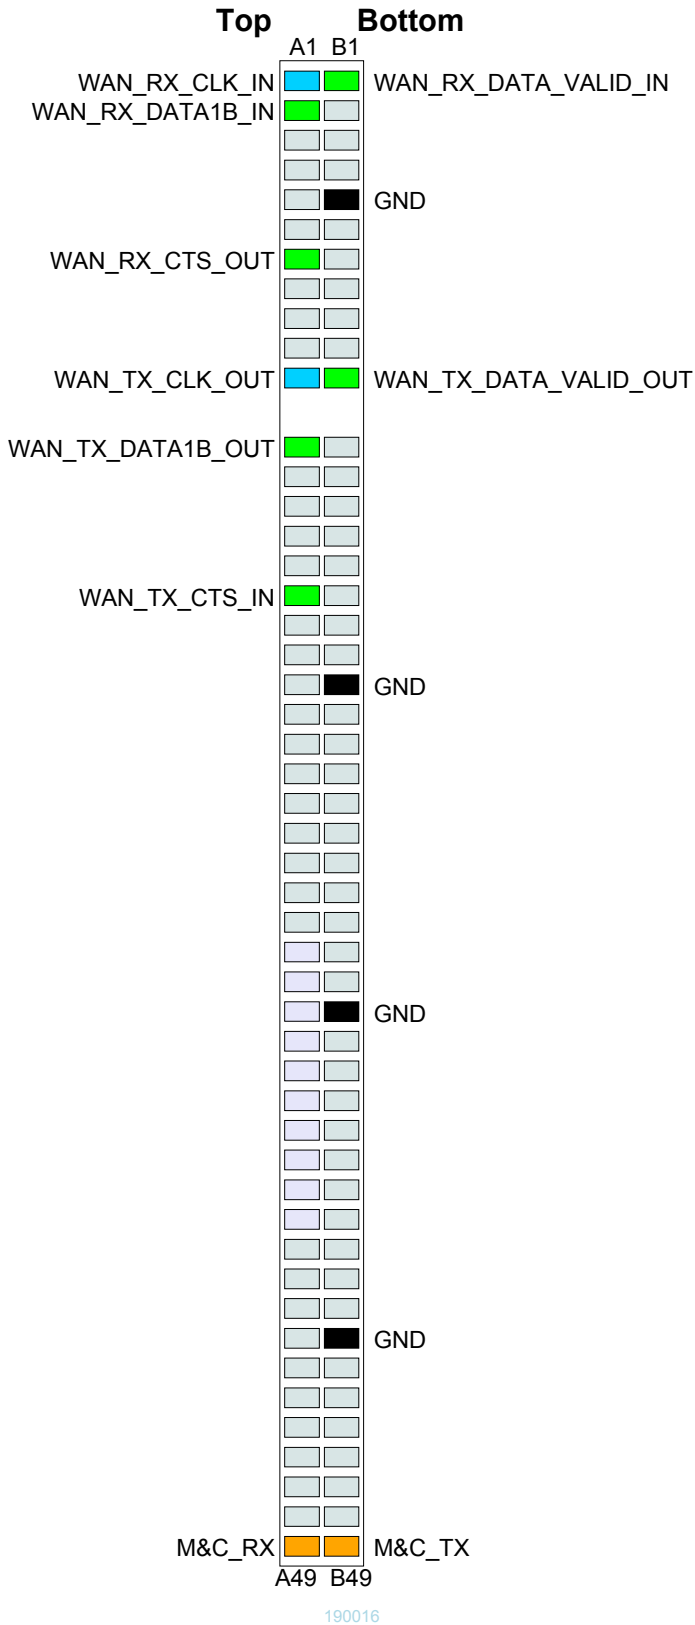 Top Bottom
A1 B1
WAN_RX_CLK_IN WAN_RX_DATA_VALID_IN
WAN_RX_DATA1B_IN
GND
WAN_RX_CTS_OUT
WAN_TX_CLK_OUT WAN_TX_DATA_VALID_OUT
WAN_TX_DATA1B_OUT
WAN_TX_CTS_IN
GND
GND
GND
M&C_RX M&C_TX
A49 B49
190016